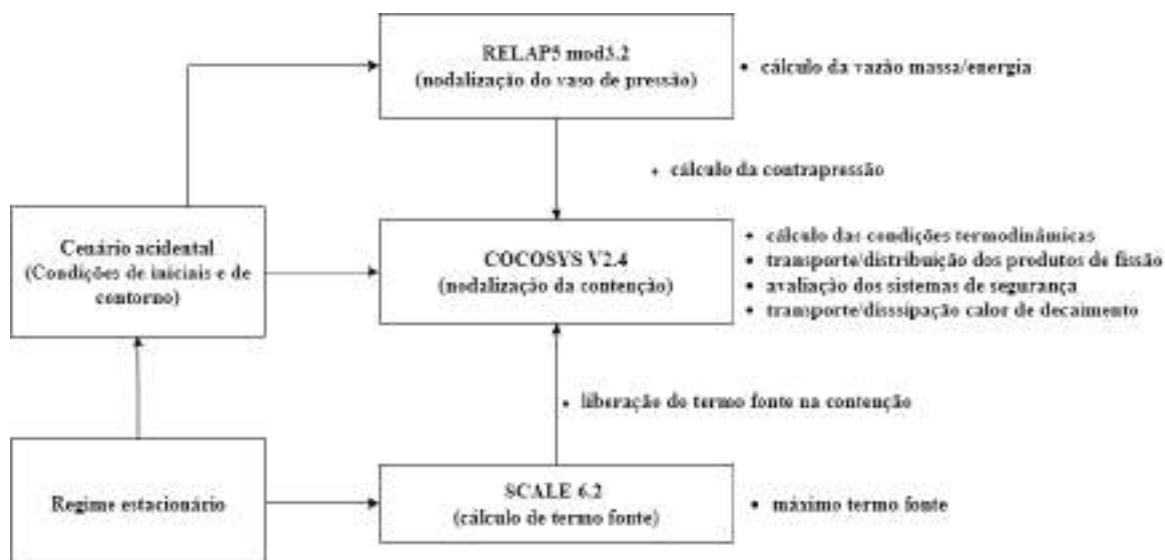 RELAP5 mod3.2
(nodalização do vaso de pressão)
• cálculo da vazão massa/energia
• cálculo da contrapressão
Cenário acidental
(Condições de iniciais e de
contorno)
COCOSYS V2.4
(nodalização da contenção)
• cálculo das condições termodinâmicas
• transporte/distribuição dos produtos de fissão
• avaliação dos sistemas de segurança
• transporte/disssipação calor de decaimento
• liberação do termo fonte na contenção
Regime estacionário
SCALE 6.2
(cálculo de termo fonte)
• máximo termo fonte